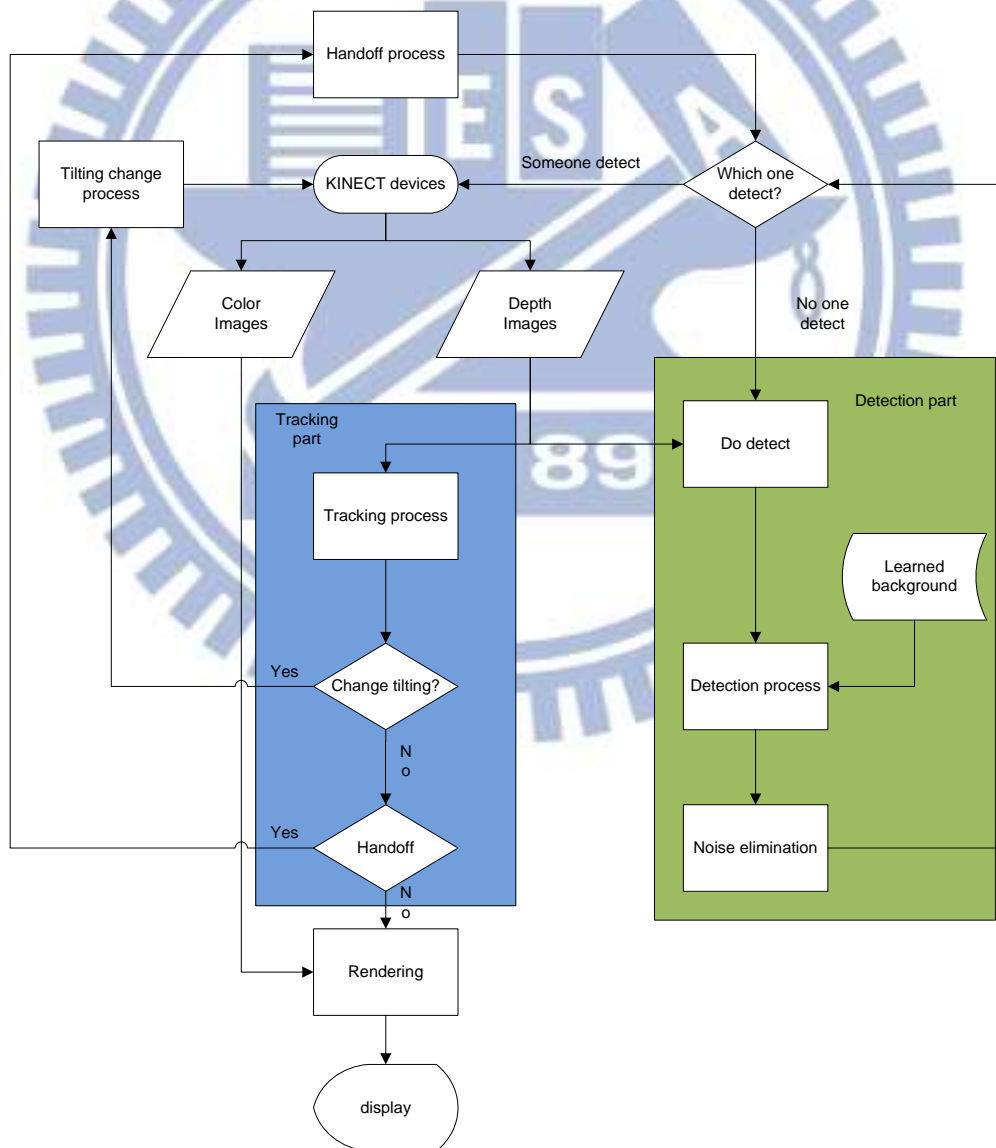 Handoff process
ES
A
Tilting change
process
KINECT devices
Someone detect
Which one
detect?
Color
Images
Depth
Images
No one
detect
Tracking
part
Detection part
89
Do detect
Tracking process
Learned
background
Yes
Change tilting?
Detection process
N
o
Yes
Handoff
Noise elimination
N
o
Rendering
display